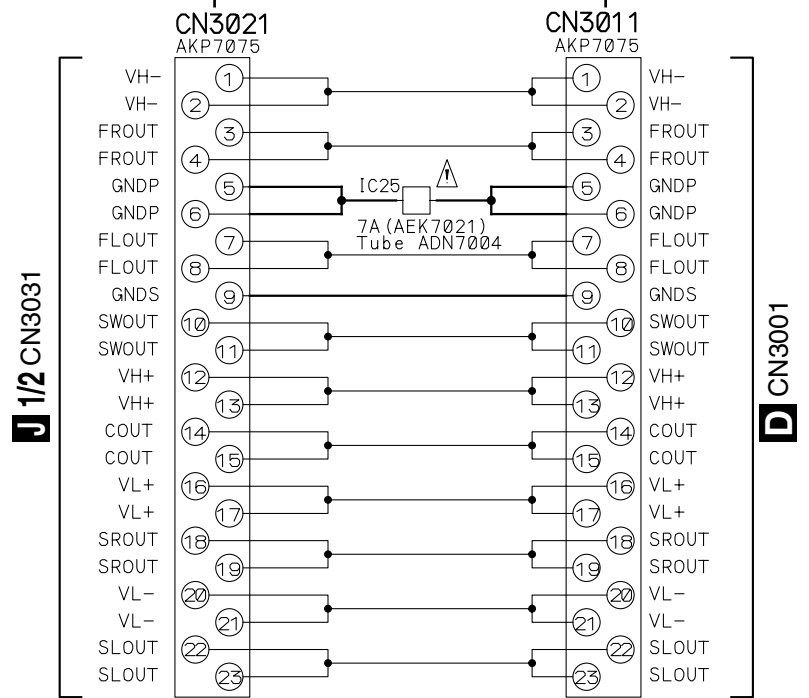 CN3021 CN3011
AKP7075 AKP7075
VH- 1 1 VH-
VH- 2 2 VH-
FROUT 3 3 FROUT
FROUT 4 4 FROUT
GNDP 5 IC25 ! 5 GNDP
GNDP 6 7A(AEK7021) 6 GNDP
FLOUT 7 Tube ADN7004 7 FLOUT
FLOUT 8 8 FLOUT
GNDS 9 9 GNDS
SWOUT 10 10 SWOUT
SWOUT 11 11 SWOUT
VH+ 12 12 VH+
VH+ 13 13 VH+
COUT 14 14 COUT
COUT 15 15 COUT
VL+ 16 16 VL+
VL+ 17 17 VL+
SROUT 18 18 SROUT
SROUT 19 19 SROUT
VL- 20 20 VL-
VL- 21 21 VL-
SLOUT 22 22 SLOUT
SLOUT 23 23 SLOUT
J 1/2 CN3031
D CN3001